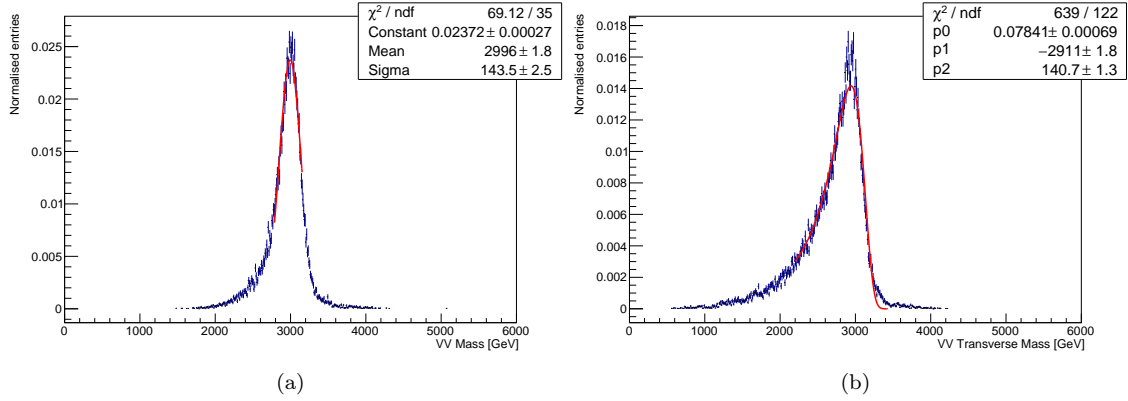 χ² / ndf 69.12 / 35
Constant 0.02372 ± 0.00027
Mean 2996 ± 1.8
Sigma 143.5 ± 2.5
Normalised entries
0.025
0.02
0.015
0.01
0.005
0
0 1000 2000 3000 4000 5000 6000
VV Mass [GeV]
(a)
χ² / ndf 639 / 122
p0 0.07841 ± 0.00069
p1 −2911 ± 1.8
p2 140.7 ± 1.3
Normalised entries
0.018
0.016
0.014
0.012
0.01
0.008
0.006
0.004
0.002
0
0 1000 2000 3000 4000 5000 6000
VV Transverse Mass [GeV]
(b)